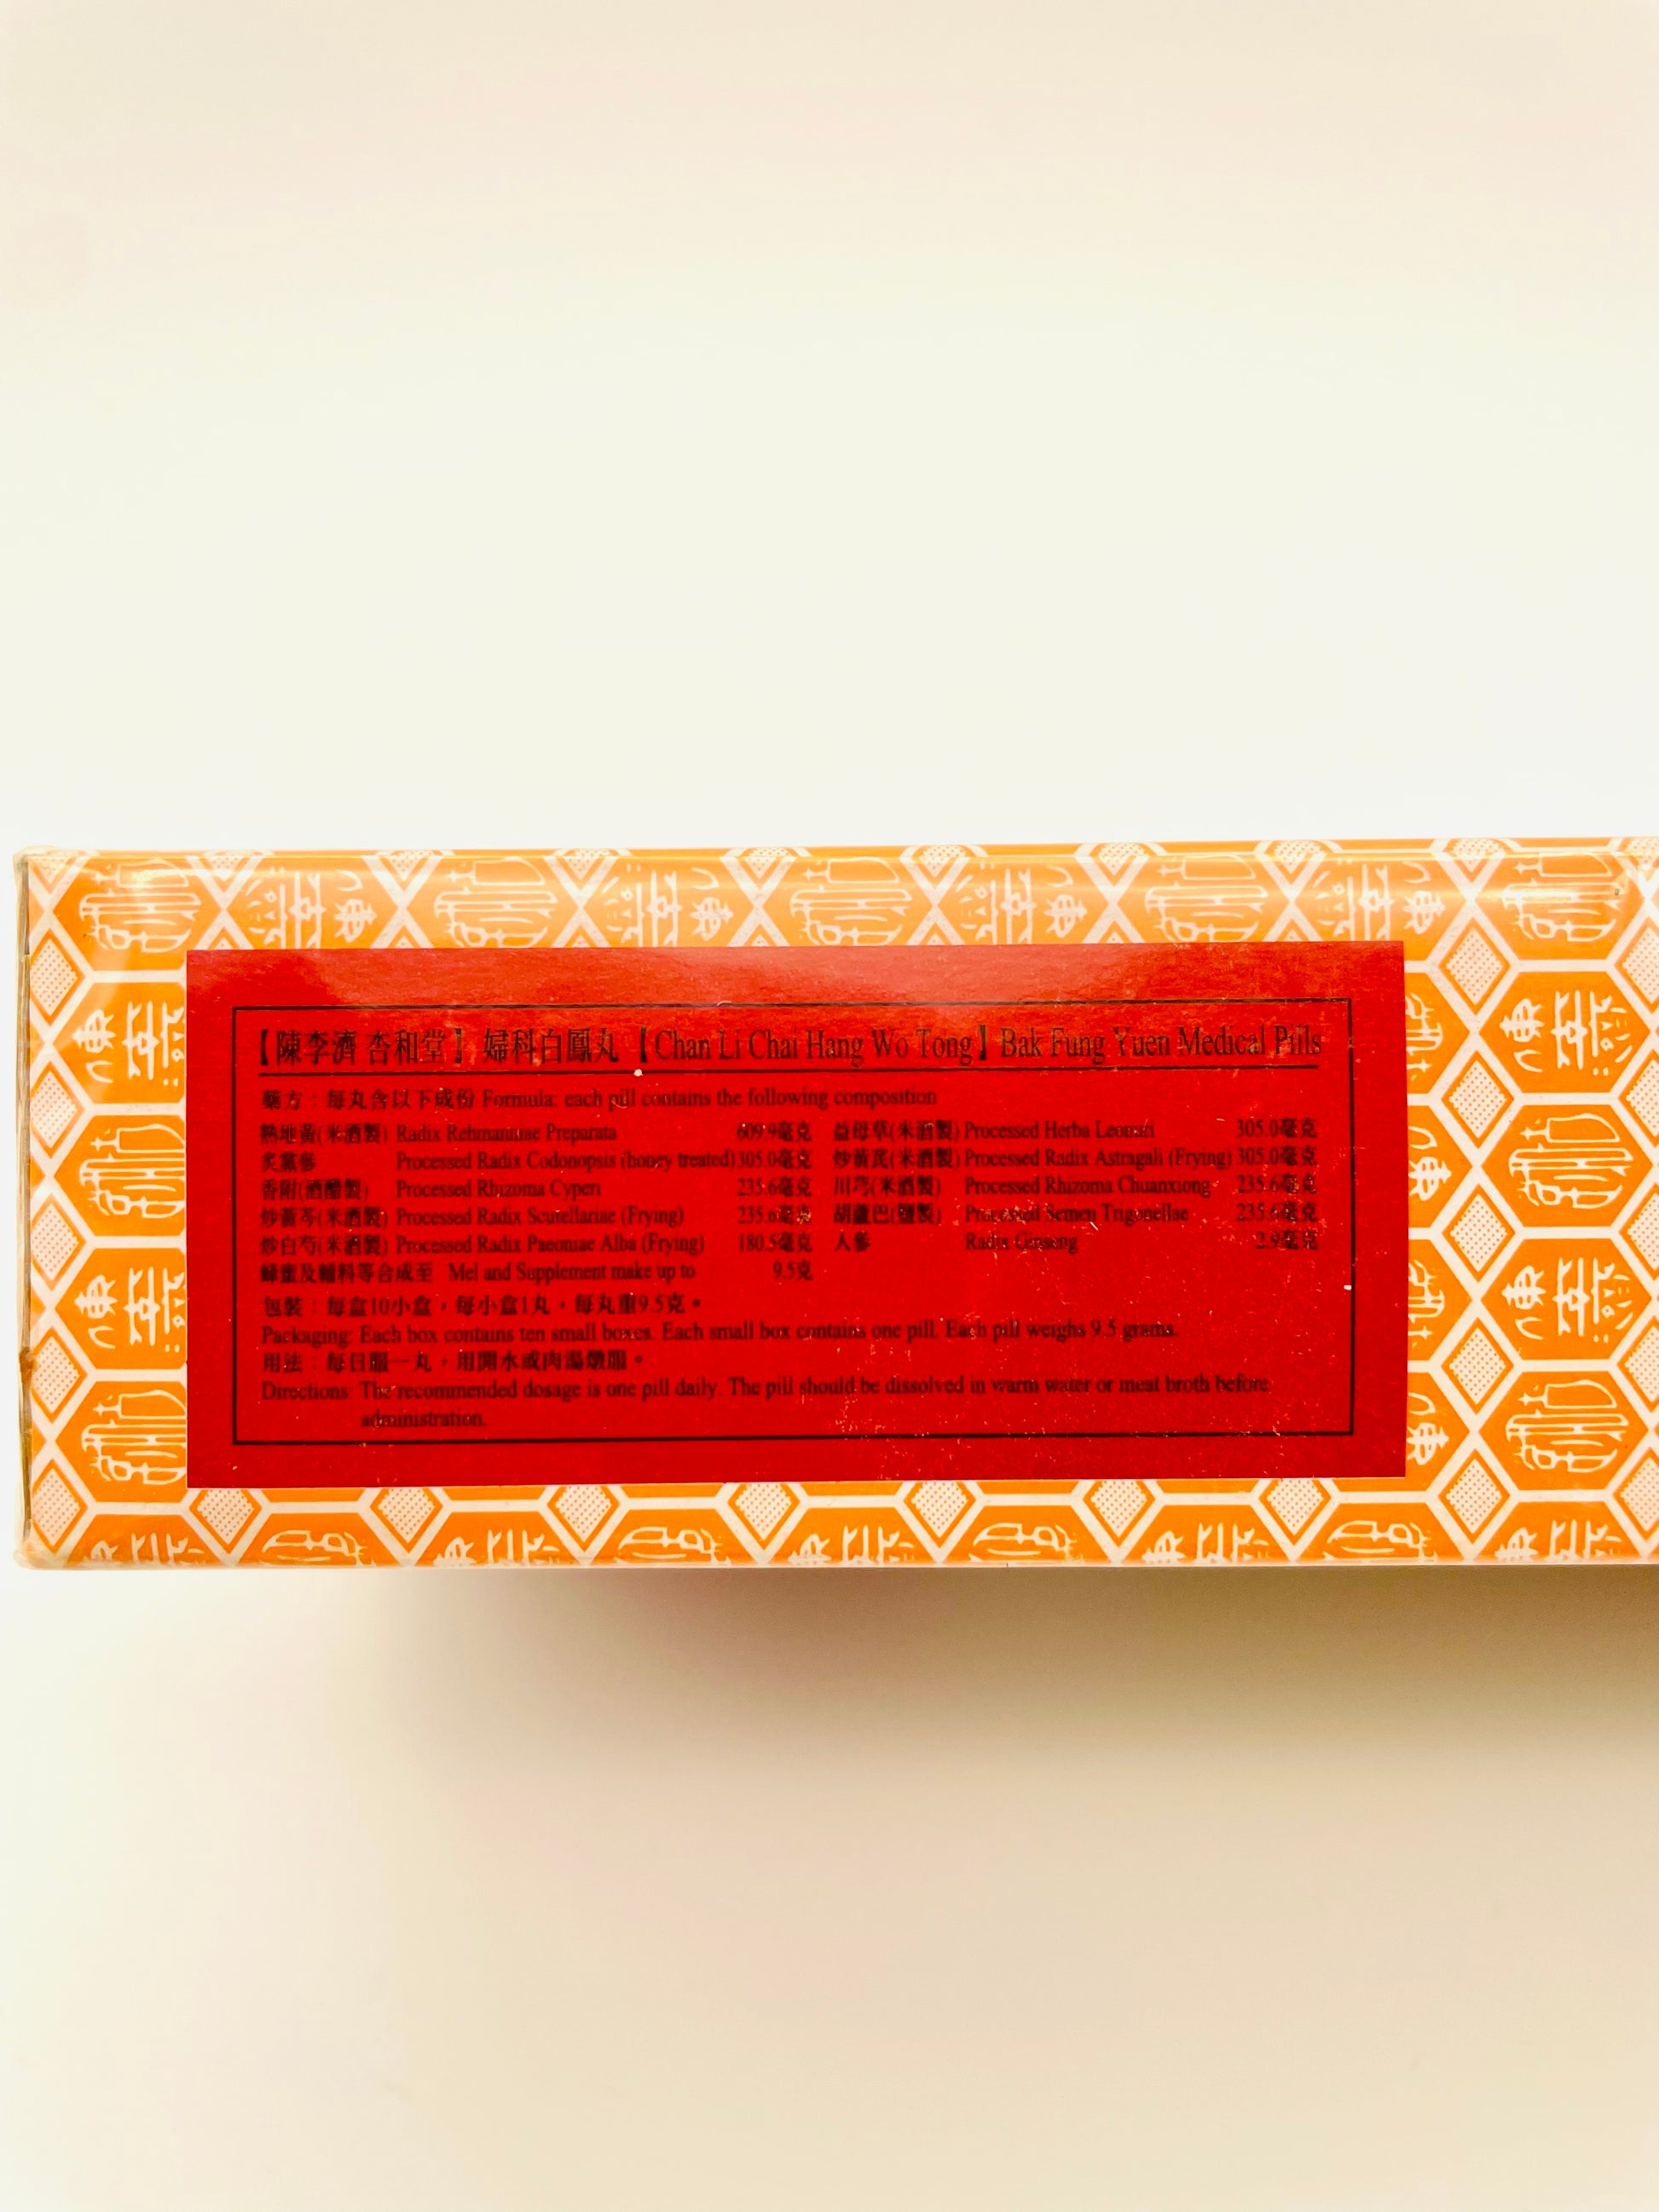 【陳李濟 杏和堂】 婦科白鳳丸 【Chan Li Chai Hang Wo Tong】 Bak Fung Yuen Medical Pills
藥方：每丸含以下成份 Formula: each pill contains the following composition
熟地黃(米酒製) Radix Rehmanniae Preparata 609.9毫克 益母草(米酒製) Processed Herba Leonuri 305.0毫克
炙黨參 Processed Radix Codonopsis (honey treated) 305.0毫克 炒黃芪(米酒製) Processed Radix Astragali (Frying) 305.0毫克
香附(酒醋製) Processed Rhizoma Cyperi 235.6毫克 川芎(米酒製) Processed Rhizoma Chuanxiong 235.6毫克
炒黃芩(米酒製) Processed Radix Scutellariae (Frying) 235.6毫克 胡蘆巴(鹽製) Processed Semen Trigonellae 235.6毫克
炒白芍(米酒製) Processed Radix Paeoniae Alba (Frying) 180.5毫克 人參 Radix Ginseng 2.9毫克
蜂蜜及輔料等合成至 Mel and Supplement make up to 9.5克
包裝：每盒10小盒，每小盒1丸，每丸重9.5克。
Packaging: Each box contains ten small boxes. Each small box contains one pill. Each pill weighs 9.5 grams.
用法：每日服一丸，用開水或肉湯燉服。
Directions: The recommended dosage is one pill daily. The pill should be dissolved in warm water or meat broth before
administration.